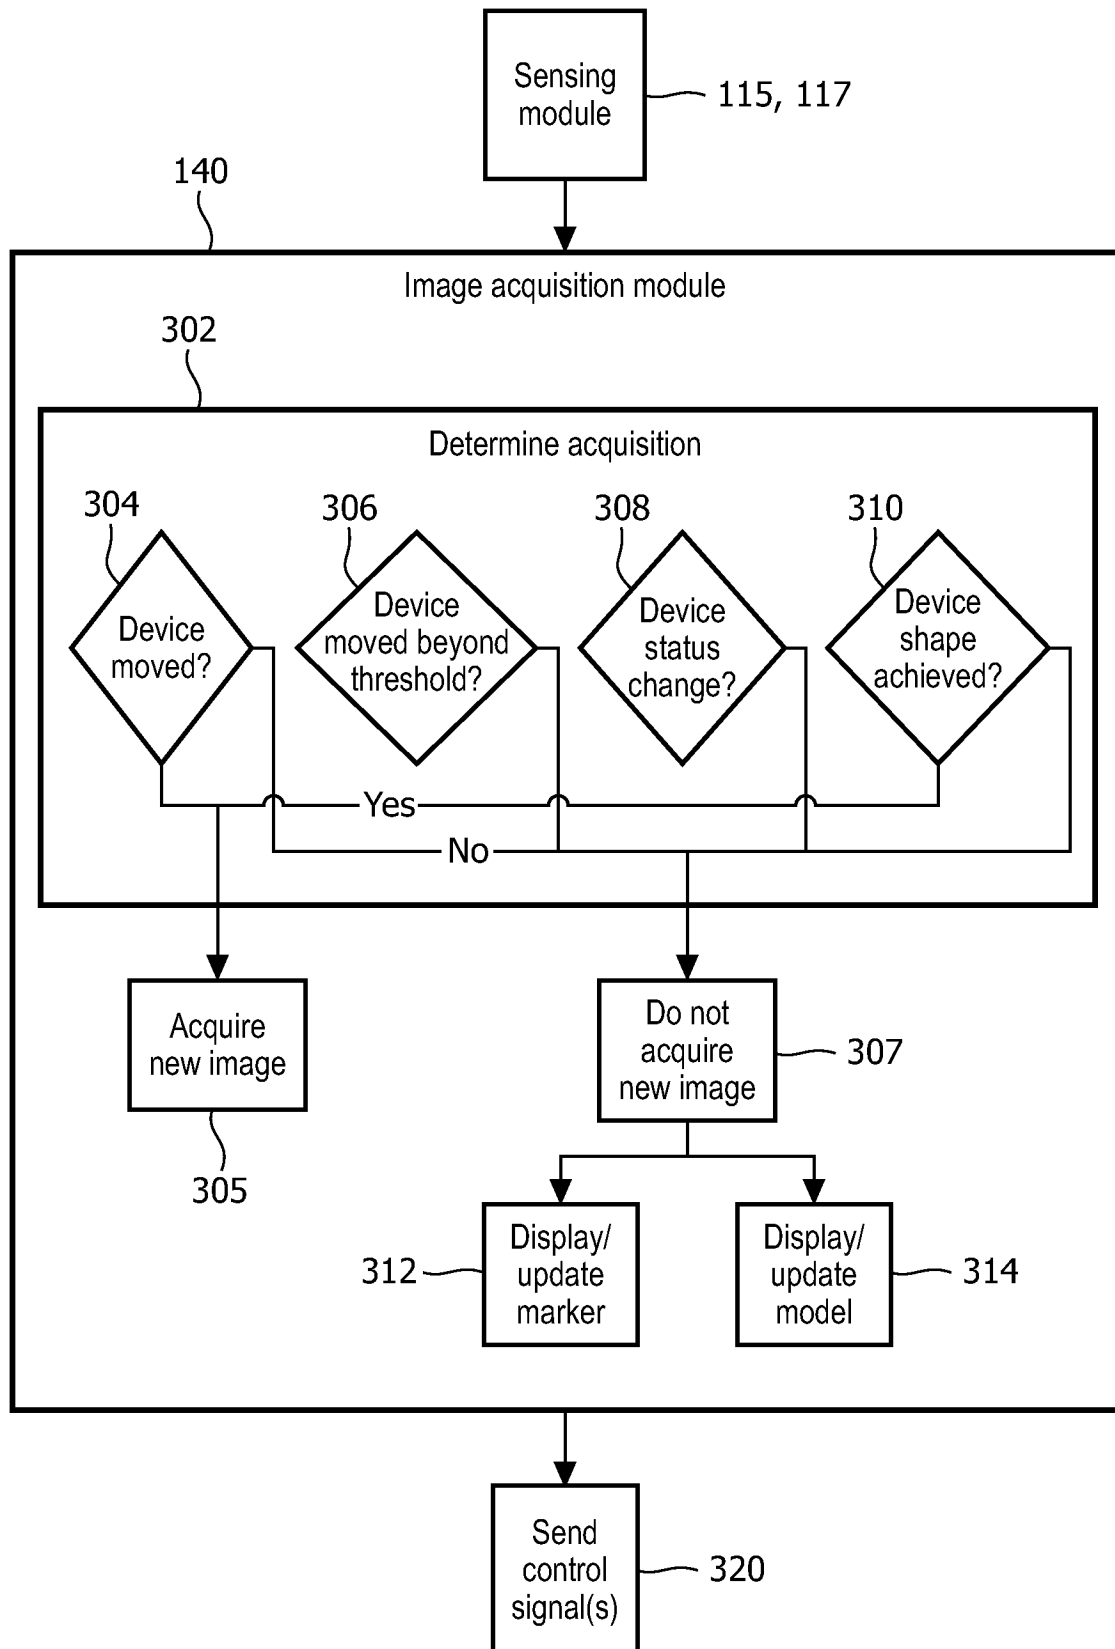 Sensing
module
115, 117
140
Image acquisition module
302
Determine acquisition
304
306
308
310
Device
moved?
Device
moved beyond
threshold?
Device
status
change?
Device
shape
achieved?
Yes
No
Acquire
new image
305
Do not
acquire
new image
307
312
Display/
update
marker
Display/
update
model
314
Send
control
signal(s)
320